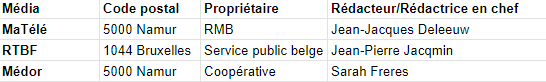 Média Code postal Propriétaire Rédacteur/Rédactrice en chef
MaTélé 5000 Namur RMB Jean-Jacques Deleeuw
RTBF 1044 Bruxelles Service public belge Jean-Pierre Jacqmin
Médor 5000 Namur Coopérative Sarah Freres